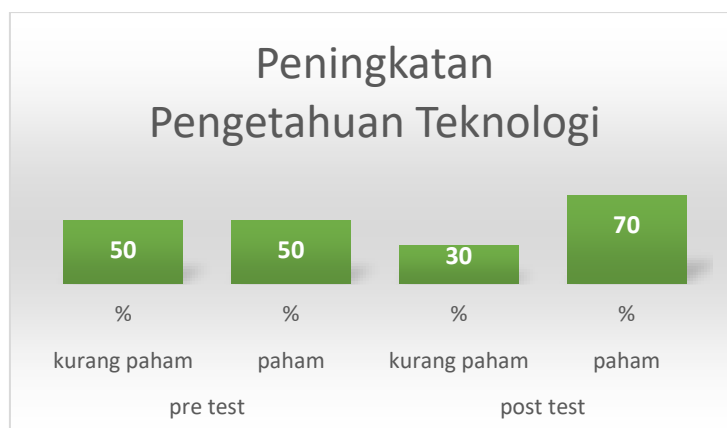 Peningkatan
Pengetahuan Teknologi
50 50 30 70
% % % %
kurang paham paham kurang paham paham
pre test post test